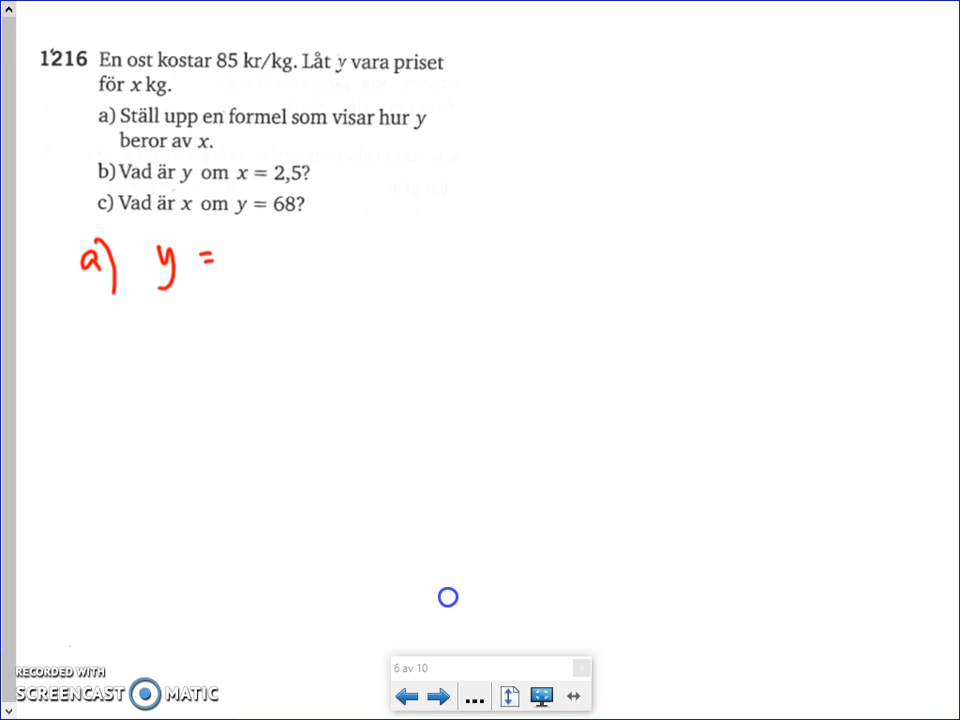 1216 En ost kostar 85 kr/kg. Låt y vara priset
för x kg.
a) Ställ upp en formel som visar hur y
beror av x.
b) Vad är y om x = 2,5?
c) Vad är x om y = 68?
a) y =
6 av 10
RECORDED WITH
SCREENCAST MATIC